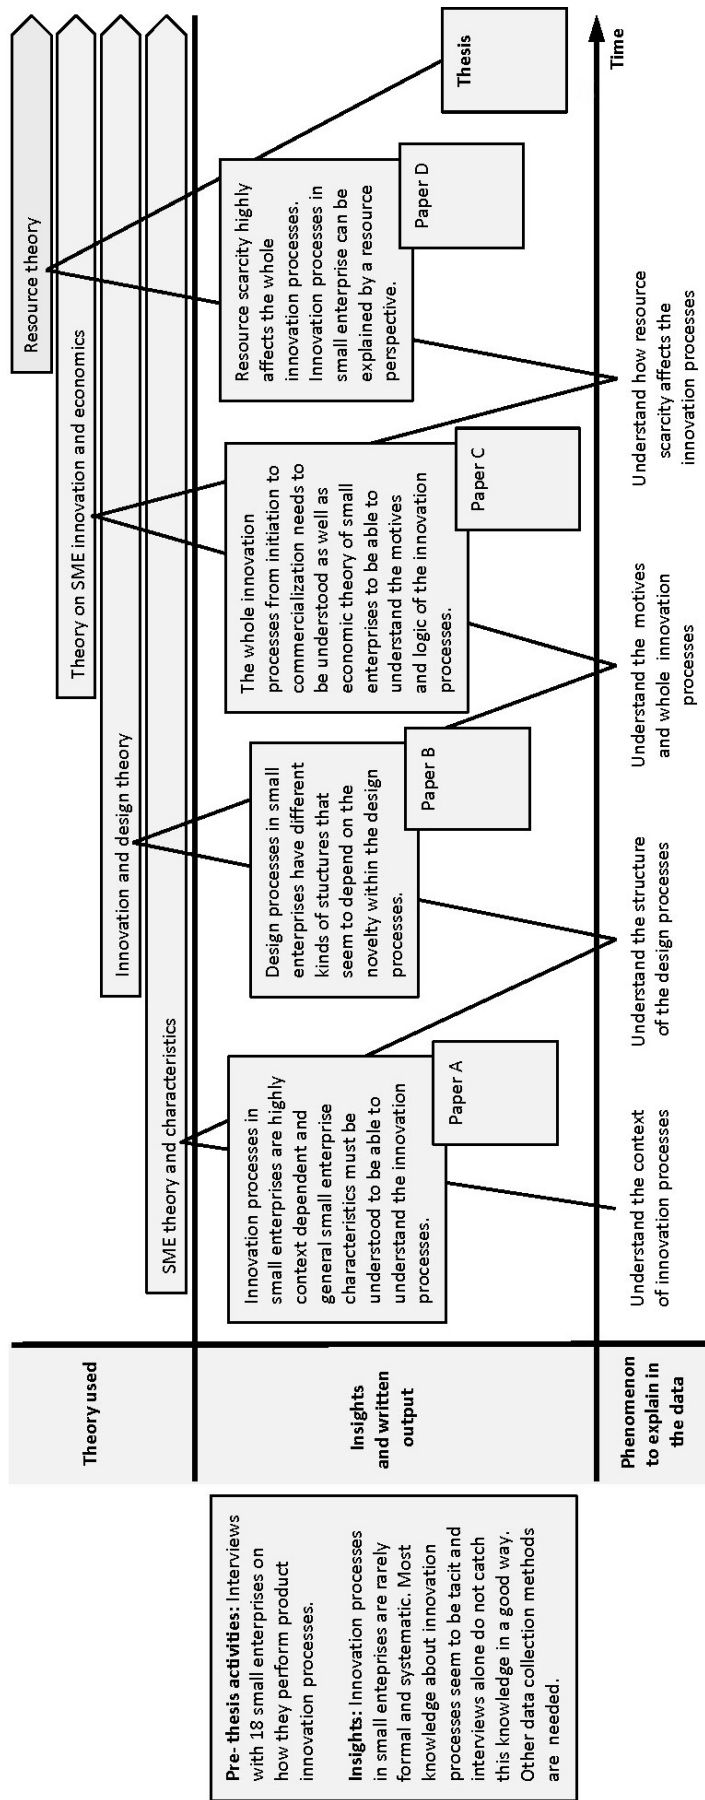 Pre- thesis activities: Interviews
with 18 small enterprises on
how they perform product
innovation processes.
Insights: Innovation processes
in small enteprises are rarely
formal and systematic. Most
knowledge about innovation
processes seem to be tacit and
interviews alone do not catch
this knowledge in a good way.
Other data collection methods
are needed.
Theory used
Resource theory
Theory on SME innovation and economics
Innovation and design theory
SME theory and characteristics
Insights
and written
output
Innovation processes in
small enterprises are highly
context dependent and
general small enterprise
characteristics must be
understood to be able to
understand the innovation
processes.
Paper A
Design processes in small
enterprises have different
kinds of stuctures that
seem to depend on the
novelty within the design
processes.
Paper B
The whole innovation
processes from initiation to
commercialization needs to
be understood as well as
economic theory of small
enterprises to be able to
understand the motives
and logic of the innovation
processes.
Paper C
Resource scarcity highly
affects the whole
innovation processes.
Innovation processes in
small enterprise can be
explained by a resource
perspective.
Paper D
Thesis
Time
Phenomenon
to explain in
the data
Understand the context
of innovation processes
Understand the structure
of the design processes
Understand the motives
and whole innovation
processes
Understand how resource
scarcity affects the
innovation processes